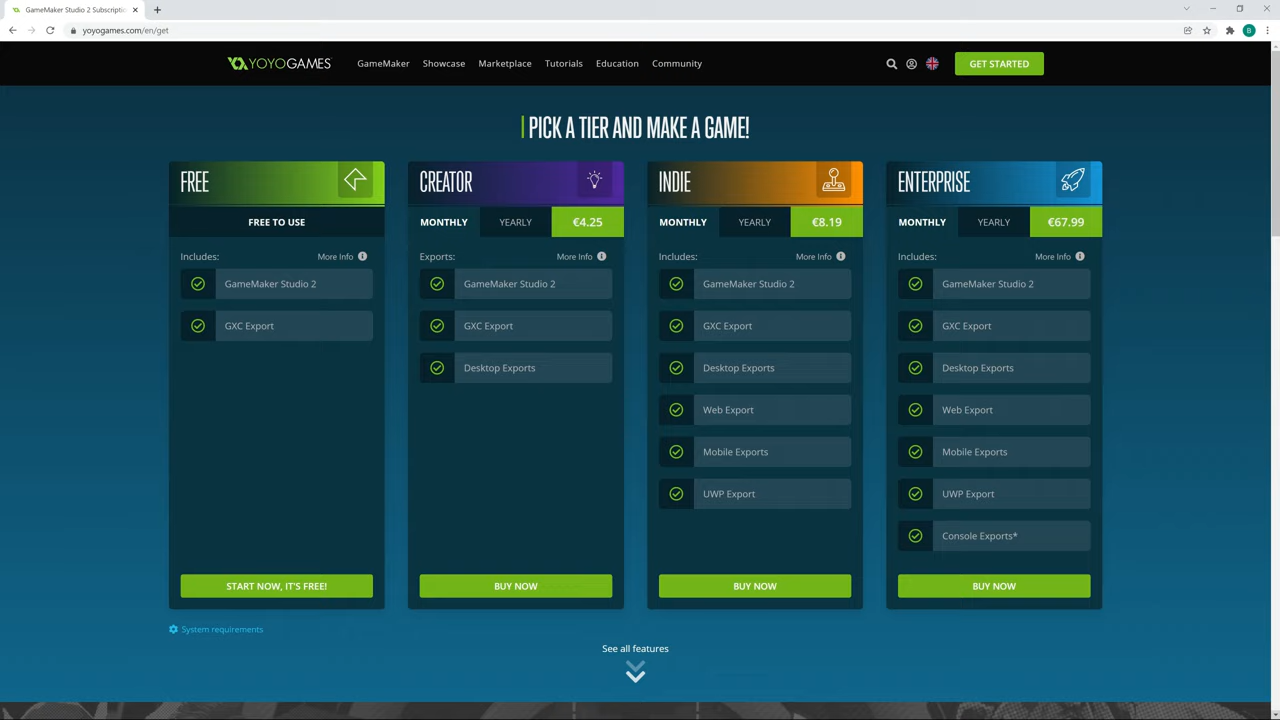 GameMaker Studio 2 Subscriptio
yoyogames.com/en/get
B
YOYOGAMES
GameMaker
Showcase
Marketplace
Tutorials
Education
Community
GET STARTED
PICK A TIER AND MAKE A GAME!
FREE
FREE TO USE
Includes:
More Info
GameMaker Studio 2
GXC Export
START NOW, IT'S FREE!
CREATOR
MONTHLY
YEARLY
€4.25
Exports:
More Info
GameMaker Studio 2
GXC Export
Desktop Exports
BUY NOW
INDIE
MONTHLY
YEARLY
€8.19
Includes:
More Info
GameMaker Studio 2
GXC Export
Desktop Exports
Web Export
Mobile Exports
UWP Export
BUY NOW
ENTERPRISE
MONTHLY
YEARLY
€67.99
Includes:
More Info
GameMaker Studio 2
GXC Export
Desktop Exports
Web Export
Mobile Exports
UWP Export
Console Exports*
BUY NOW
System requirements
See all features